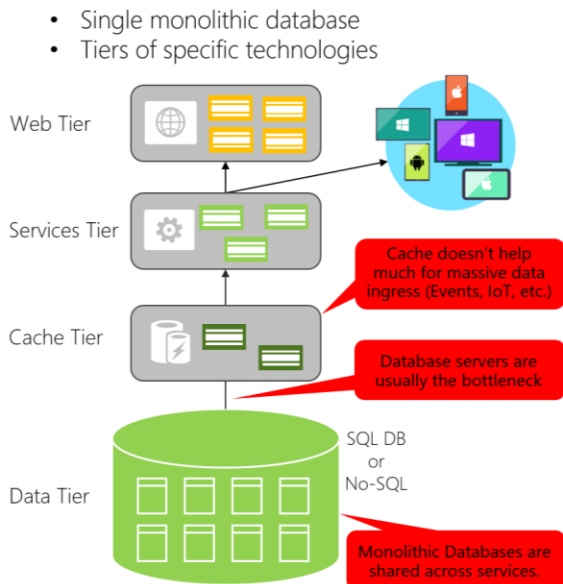 • Single monolithic database
• Tiers of specific technologies
Web Tier
Services Tier
Cache doesn't help
much for massive data
ingress (Events, IoT, etc.)
Cache Tier
Database servers are
usually the bottleneck
SQL DB
or
No-SQL
Data Tier
Monolithic Databases are
shared across services.